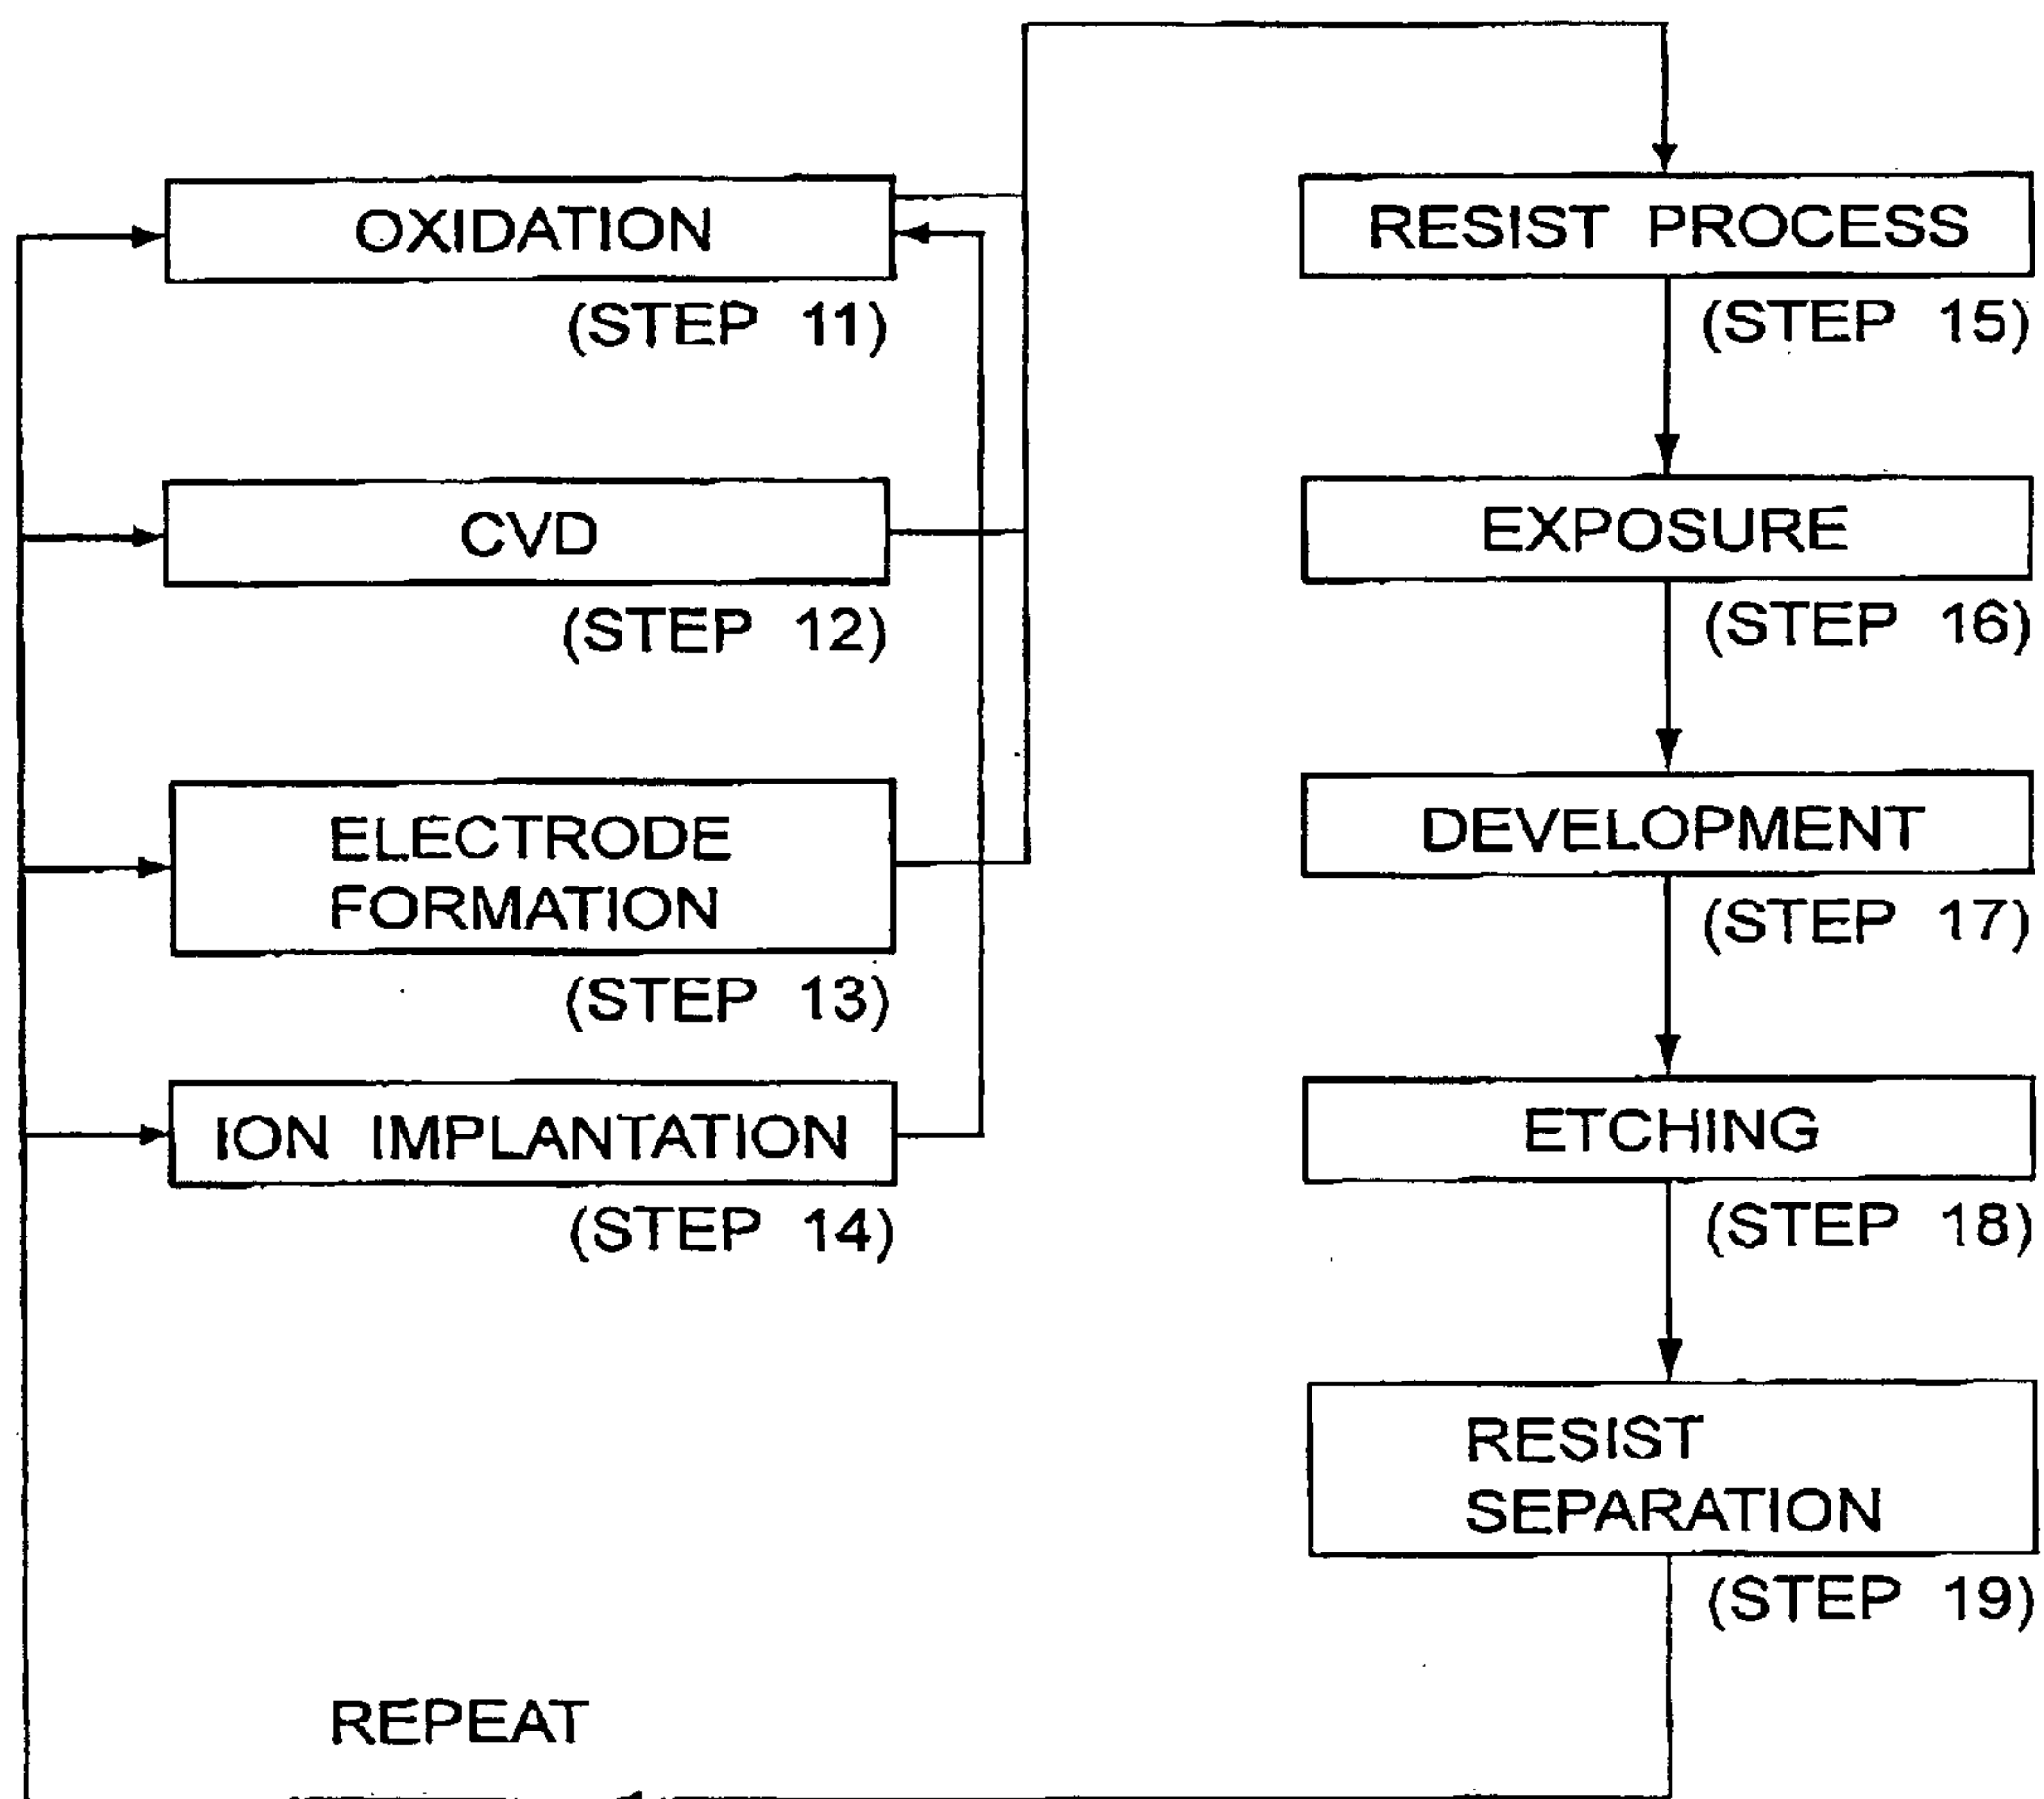 OXIDATION
(STEP 11)
CVD
(STEP 12)
ELECTRODE
FORMATION
(STEP 13)
ION IMPLANTATION
(STEP 14)
RESIST PROCESS
(STEP 15)
EXPOSURE
(STEP 16)
DEVELOPMENT
(STEP 17)
ETCHING
(STEP 18)
RESIST
SEPARATION
(STEP 19)
REPEAT